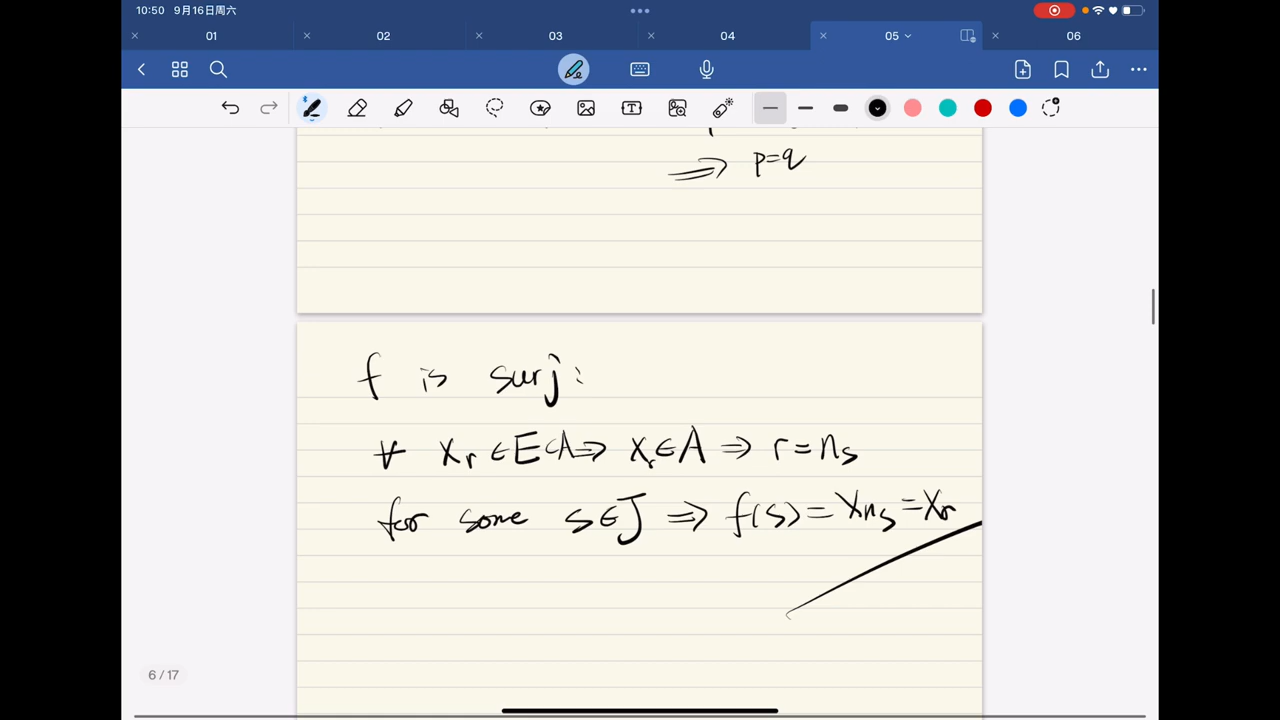 10:50 9月16日周六
01 02 03 04 05 06
⟹ p=q
f is surj:
∀ x_r ∈ E ⊂ A ⟹ x_r ∈ A ⟹ r = n_s
for some s ∈ J ⟹ f(s) = x_{n_s} = x_r
6 / 17